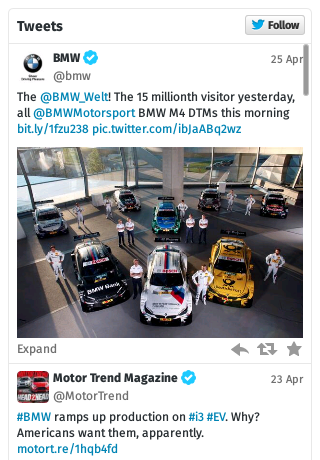 Tweets
Follow
BMW
25 Apr
@bmw
The @BMW_Welt! The 15 millionth visitor yesterday,
all @BMWMotorsport BMW M4 DTMs this morning
bit.ly/1fzu238 pic.twitter.com/ibJaABq2wz
BMW Bank
Expand
Motor Trend Magazine
23 Apr
@MotorTrend
#BMW ramps up production on #i3 #EV. Why?
Americans want them, apparently.
motort.re/1hqb4fd